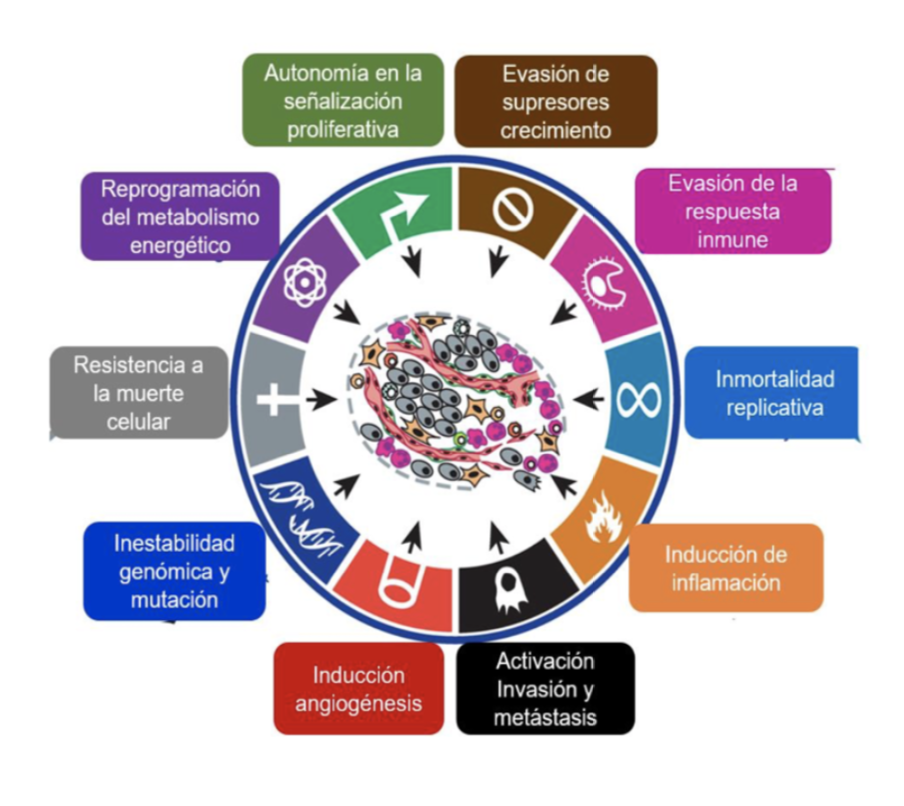 Autonomía en la
señalización
proliferativa
Evasión de
supresores
crecimiento
Reprogramación
del metabolismo
energético
Evasión de la
respuesta
inmune
Resistencia a
la muerte
celular
Inmortalidad
replicativa
Inestabilidad
genómica y
mutación
Inducción de
inflamación
Inducción
angiogénesis
Activación
Invasión y
metástasis